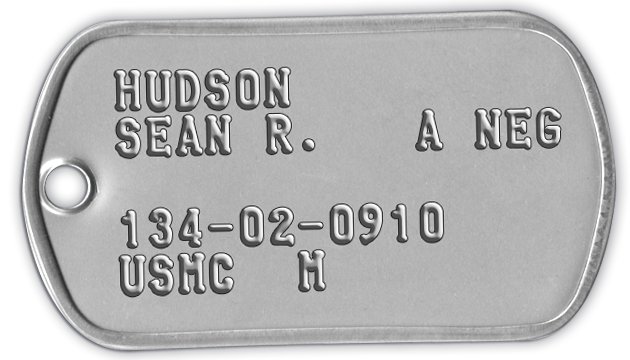 HUDSON
SEAN R. A NEG
134-02-0910
USMC M